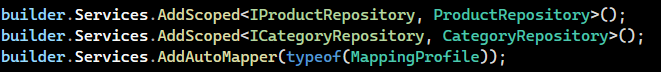 builder.Services.AddScoped<IProductRepository, ProductRepository>();
builder.Services.AddScoped<ICategoryRepository, CategoryRepository>();
builder.Services.AddAutoMapper(typeof(MappingProfile));